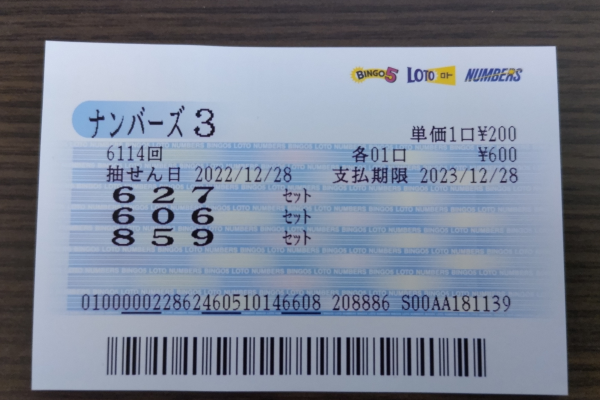 BINGO5 LOTO ロト NUMBERS
ナンバーズ3
単価1口¥200
6114回 各01口 ¥600
抽せん日 2022/12/28 支払期限 2023/12/28
627 セット
606 セット
859 セット
010000022862460510146608 208886 S00AA181139